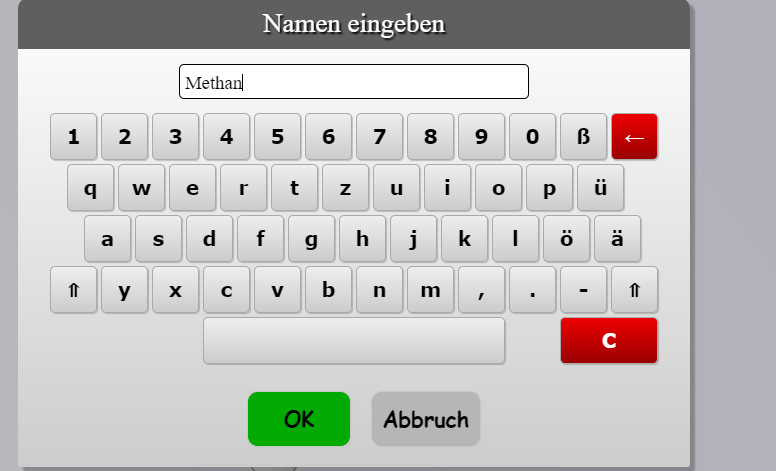 Namen eingeben
Methan
1 2 3 4 5 6 7 8 9 0 ß ←
q w e r t z u i o p ü
a s d f g h j k l ö ä
⇑ y x c v b n m , . - ⇑
C
OK Abbruch